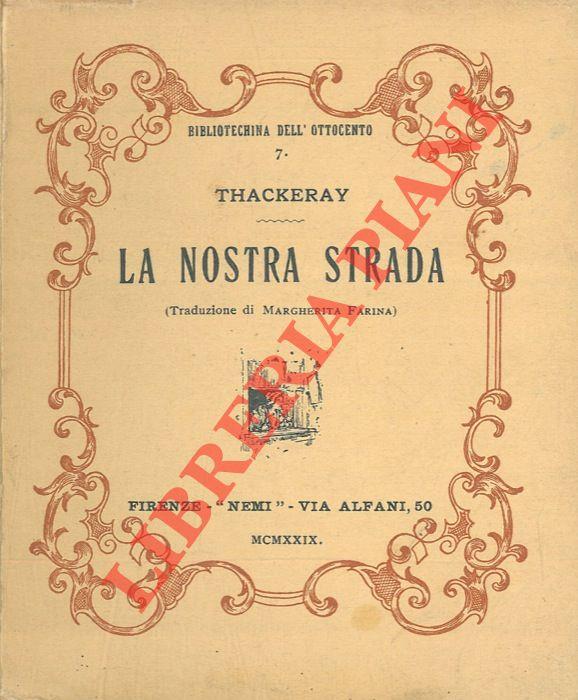 BIBLIOTECHINA DELL' OTTOCENTO
7.
THACKERAY
LA NOSTRA STRADA
(Traduzione di MARGHERITA FARINA)
FIRENZE - "NEMI" - VIA ALFANI, 50
MCMXXIX.
LIBRERIA PIANI